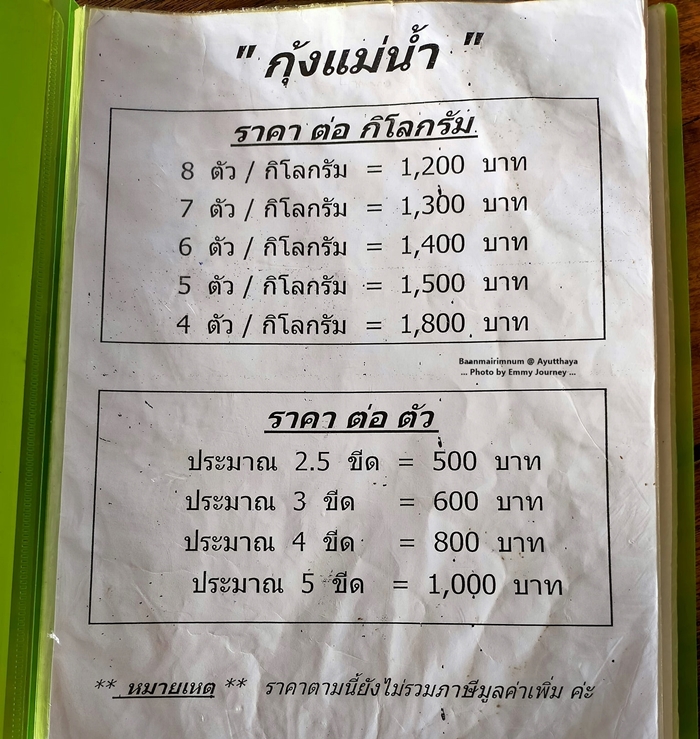 " กุ้งแม่น้ำ "
ราคา ต่อ กิโลกรัม
8 ตัว / กิโลกรัม = 1,200 บาท
7 ตัว / กิโลกรัม = 1,300 บาท
6 ตัว / กิโลกรัม = 1,400 บาท
5 ตัว / กิโลกรัม = 1,500 บาท
4 ตัว / กิโลกรัม = 1,800 บาท
Baanmairimnum @ Ayutthaya
... Photo by Emmy Journey ...
ราคา ต่อ ตัว
ประมาณ 2.5 ขีด = 500 บาท
ประมาณ 3 ขีด = 600 บาท
ประมาณ 4 ขีด = 800 บาท
ประมาณ 5 ขีด = 1,000 บาท
** หมายเหตุ ** ราคาตามนี้ยังไม่รวมภาษีมูลค่าเพิ่ม ค่ะ